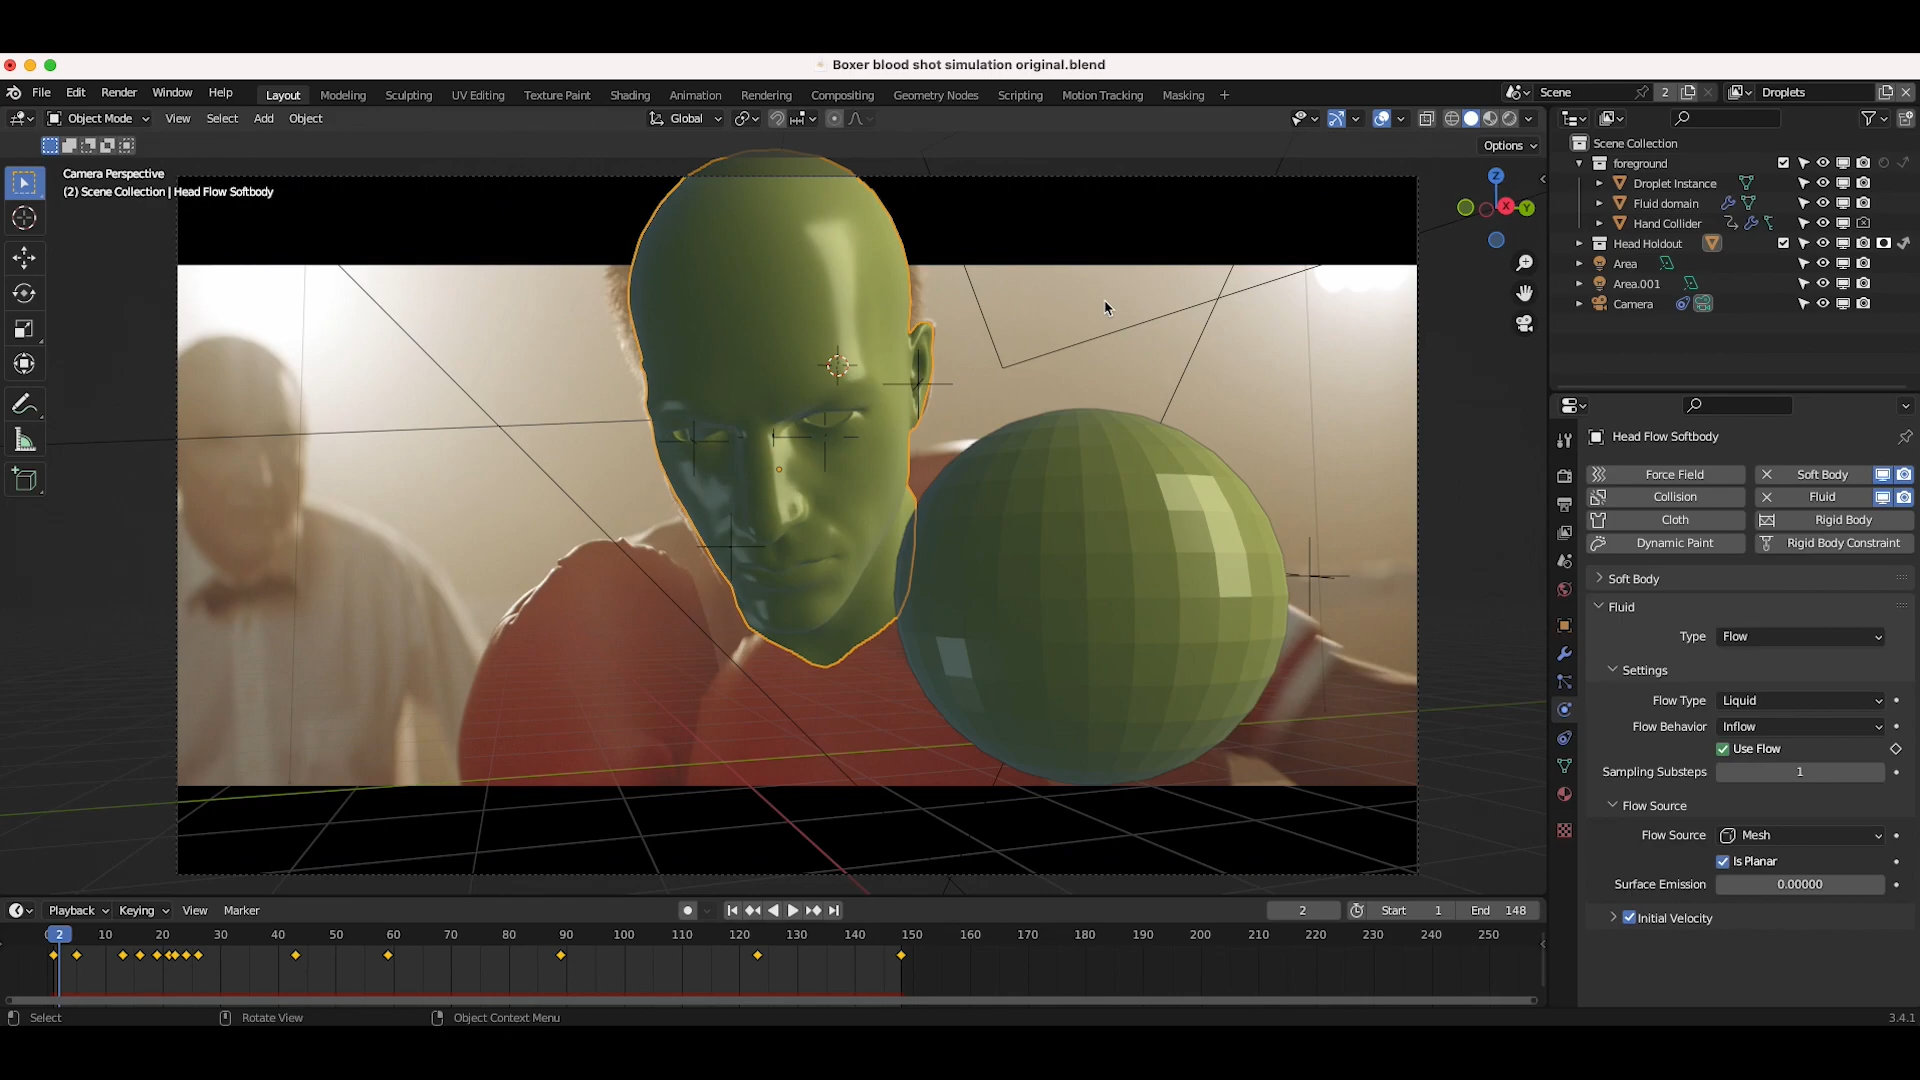 Boxer blood shot simulation original.blend
File Edit Render Window Help Layout Modeling Sculpting UV Editing Texture Paint Shading Animation Rendering Compositing Geometry Nodes Scripting Motion Tracking Masking + Scene 2 Droplets
Object Mode View Select Add Object Global
Options
Camera Perspective
(2) Scene Collection | Head Flow Softbody
Z
X
Y
Scene Collection
foreground
Droplet Instance
Fluid domain
Hand Collider
Head Holdout
Area
Area.001
Camera
Head Flow Softbody
Force Field Soft Body
Collision Fluid
Cloth Rigid Body
Dynamic Paint Rigid Body Constraint
Soft Body
Fluid
Type Flow
Settings
Flow Type Liquid
Flow Behavior Inflow
Use Flow
Sampling Substeps 1
Flow Source
Flow Source Mesh
Is Planar
Surface Emission 0.00000
Initial Velocity
Playback Keying View Marker 2 Start 1 End 148
2 10 20 30 40 50 60 70 80 90 100 110 120 130 140 150 160 170 180 190 200 210 220 230 240 250
Select Rotate View Object Context Menu 3.4.1